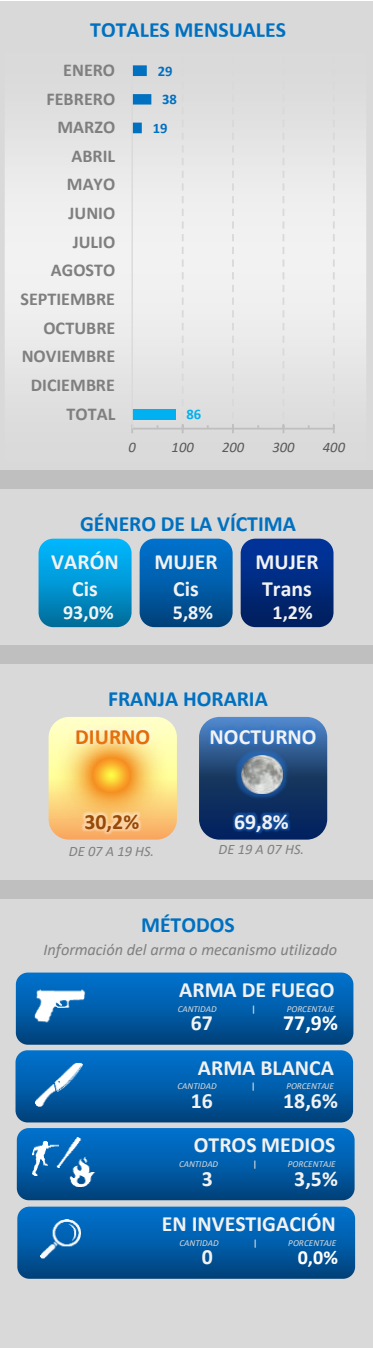 TOTALES MENSUALES
ENERO 29
FEBRERO 38
MARZO 19
ABRIL
MAYO
JUNIO
JULIO
AGOSTO
SEPTIEMBRE
OCTUBRE
NOVIEMBRE
DICIEMBRE
TOTAL 86
0 100 200 300 400
GÉNERO DE LA VÍCTIMA
VARÓN MUJER MUJER
Cis Cis Trans
93,0% 5,8% 1,2%
FRANJA HORARIA
DIURNO NOCTURNO
30,2% 69,8%
DE 07 A 19 HS. DE 19 A 07 HS.
MÉTODOS
Información del arma o mecanismo utilizado
ARMA DE FUEGO
CANTIDAD | PORCENTAJE
67 77,9%
ARMA BLANCA
CANTIDAD | PORCENTAJE
16 18,6%
OTROS MEDIOS
CANTIDAD | PORCENTAJE
3 3,5%
EN INVESTIGACIÓN
CANTIDAD | PORCENTAJE
0 0,0%